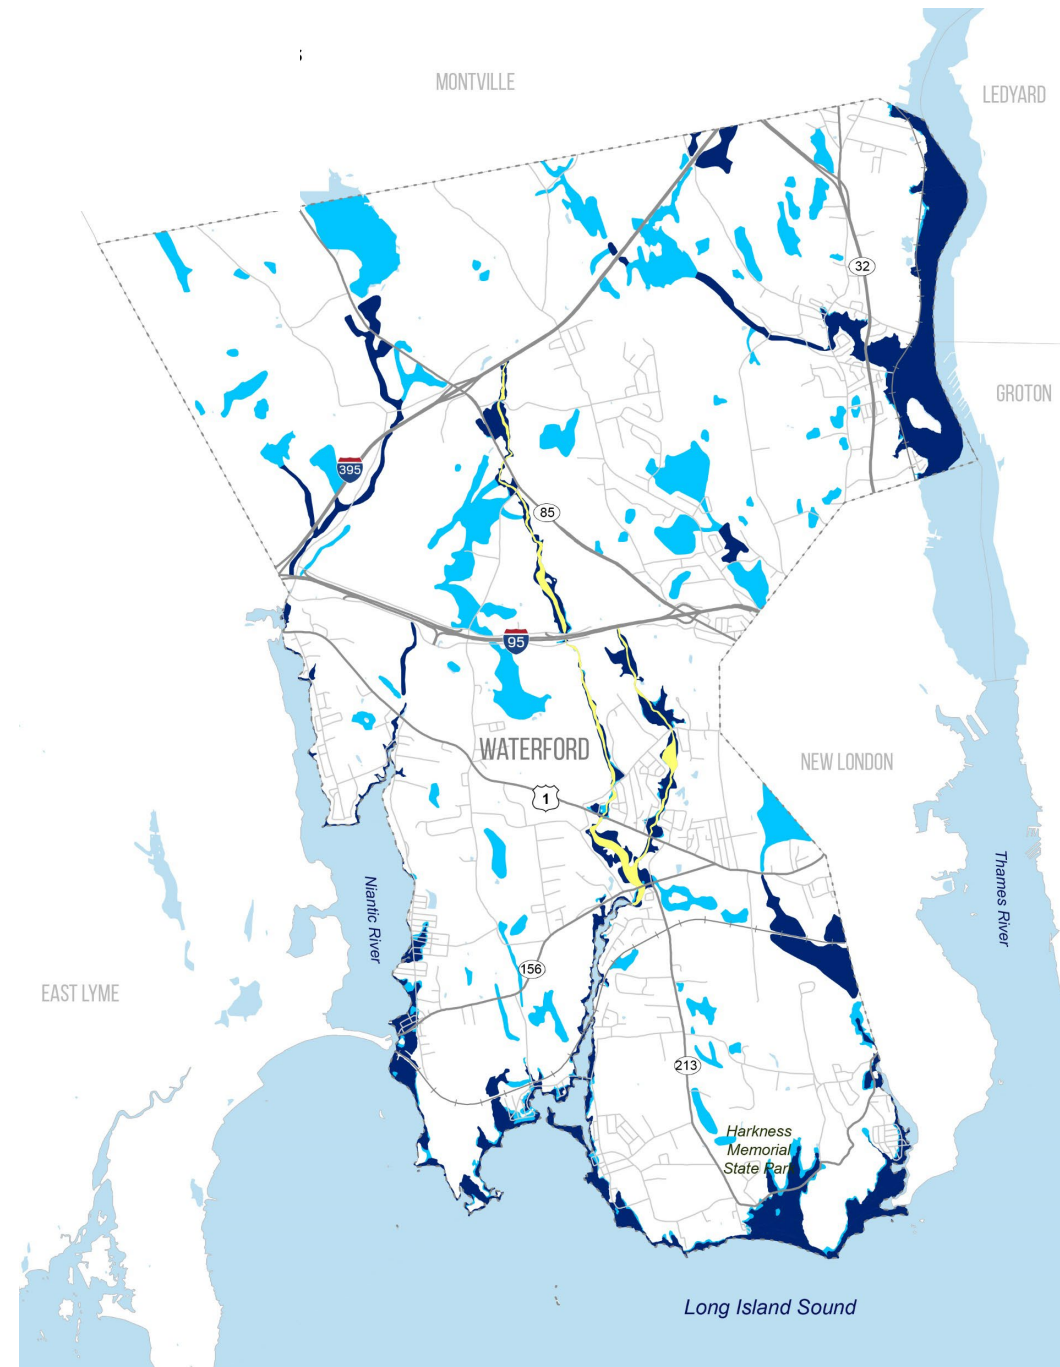 MONTVILLE
LEDYARD
32
GROTON
395
85
95
WATERFORD
NEW LONDON
1
Niantic River
Thames River
156
EAST LYME
213
Harkness
Memorial
State Park
Long Island Sound